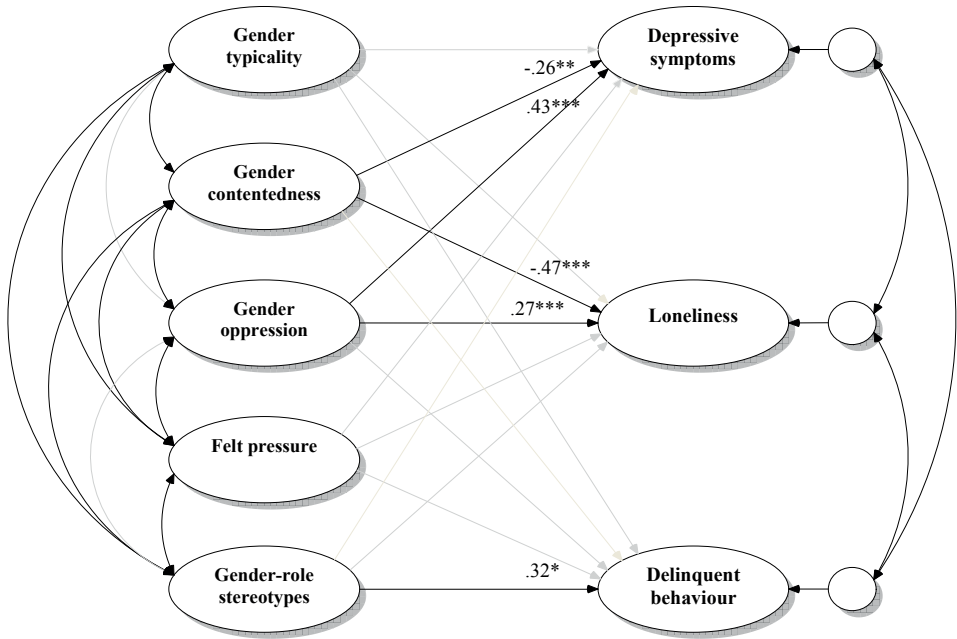 Gender
typicality
Depressive
symptoms
-.26**
.43***
Gender
contentedness
-.47***
.27***
Gender
oppression
Loneliness
Felt pressure
Gender-role
stereotypes
.32*
Delinquent
behaviour